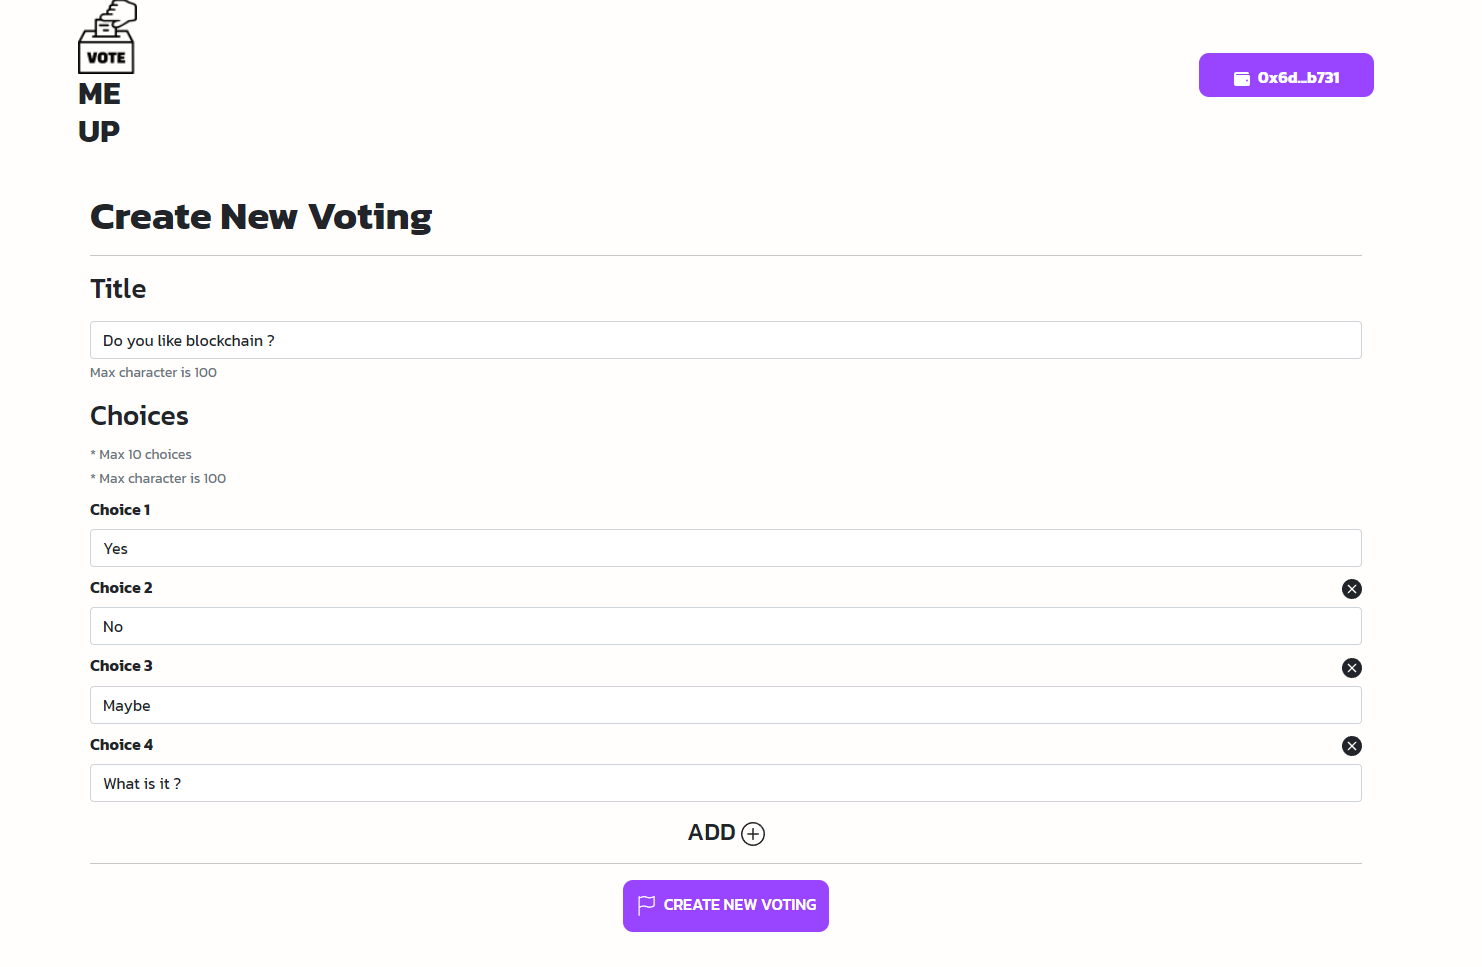 VOTE
ME
UP
0x6d...b731
Create New Voting
Title
Do you like blockchain ?
Max character is 100
Choices
* Max 10 choices
* Max character is 100
Choice 1
Yes
Choice 2
No
Choice 3
Maybe
Choice 4
What is it ?
ADD
CREATE NEW VOTING